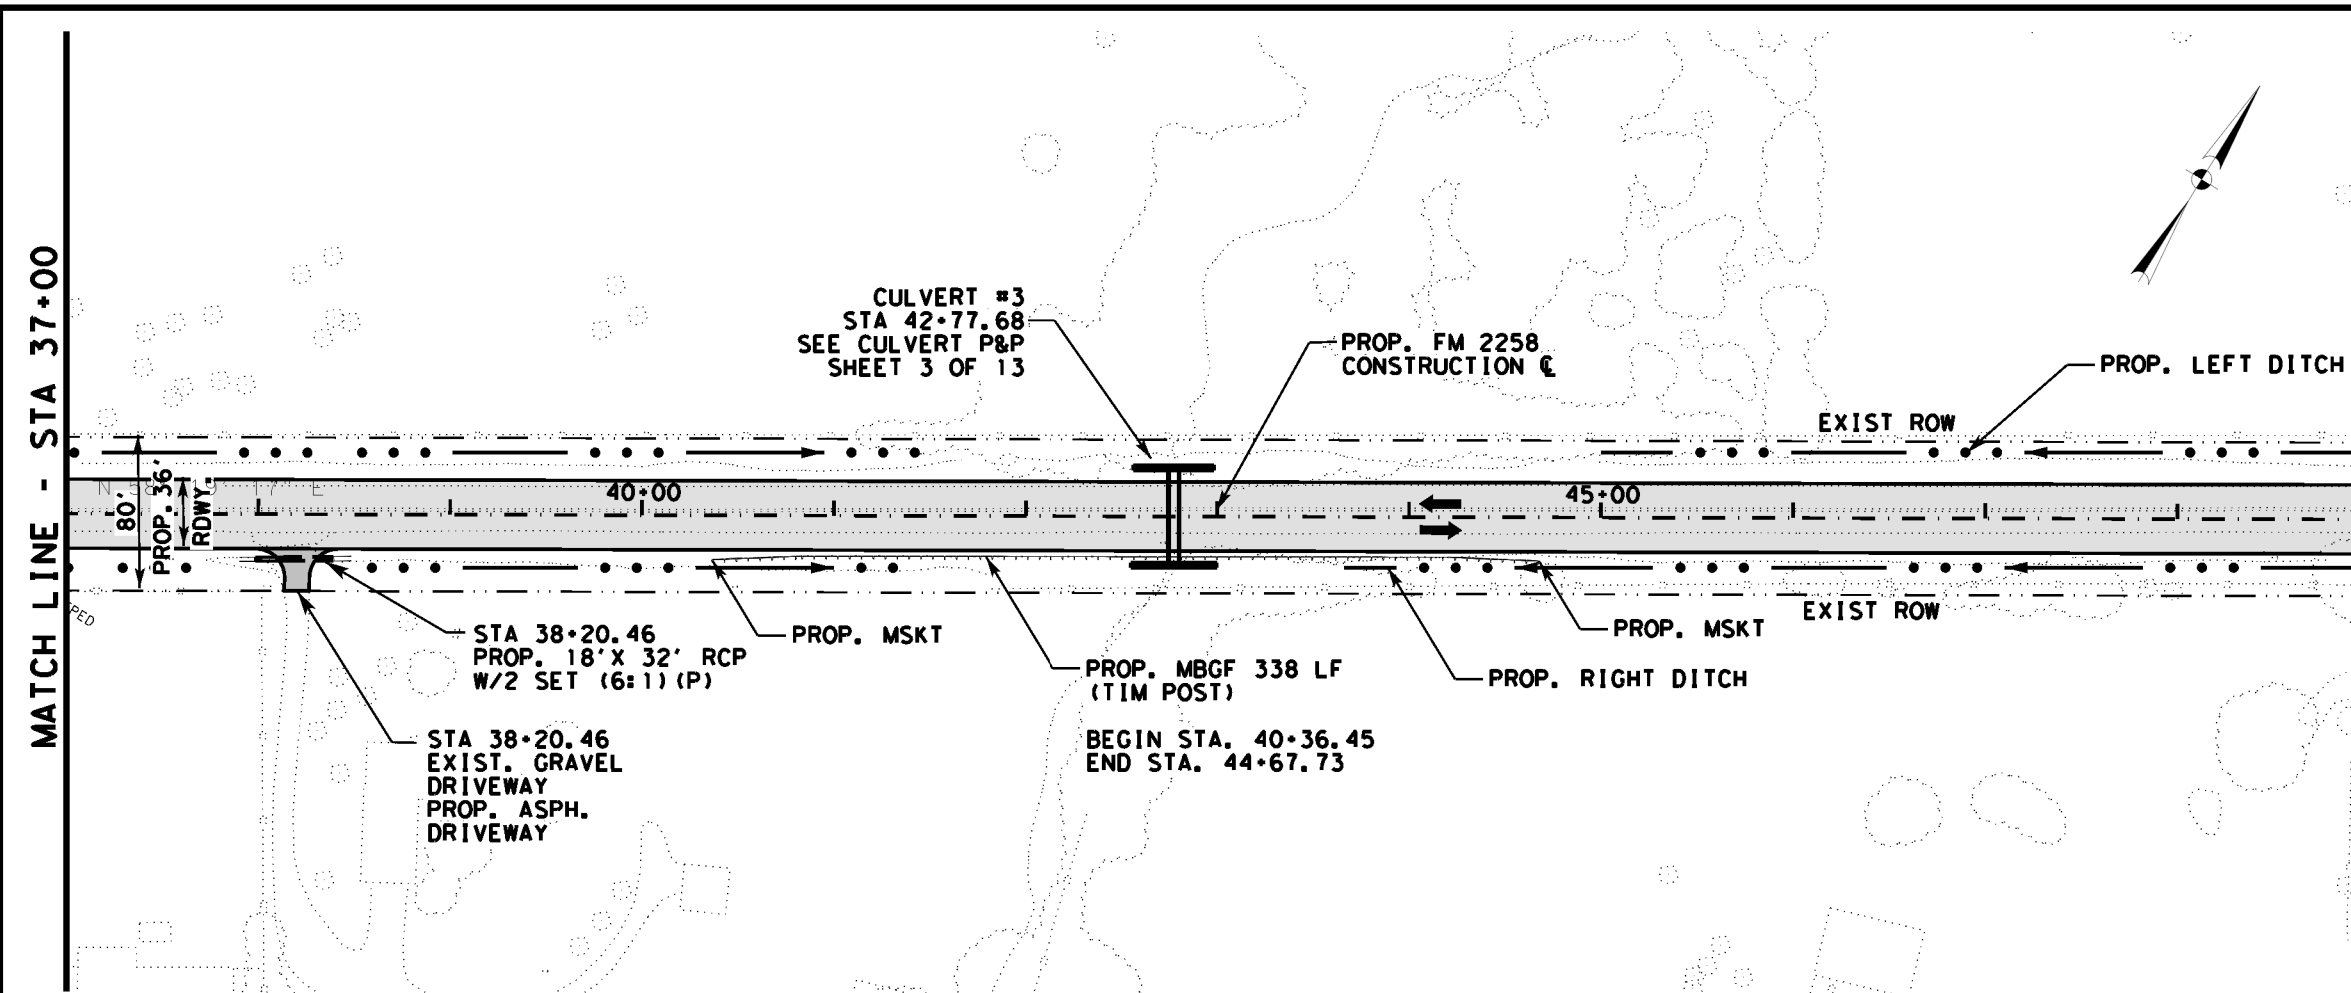 MATCH LINE - STA 37+00
80'
PROP. 36'
RDWY.
CULVERT #3
STA 42+77.68
SEE CULVERT P&P
SHEET 3 OF 13
PROP. FM 2258
CONSTRUCTION ℄
PROP. LEFT DITCH
EXIST ROW
40+00
45+00
EXIST ROW
STA 38+20.46
PROP. 18'X 32' RCP
W/2 SET (6:1)(P)
STA 38+20.46
EXIST. GRAVEL
DRIVEWAY
PROP. ASPH.
DRIVEWAY
PROP. MSKT
PROP. MBGF 338 LF
(TIM POST)
BEGIN STA. 40+36.45
END STA. 44+67.73
PROP. MSKT
PROP. RIGHT DITCH